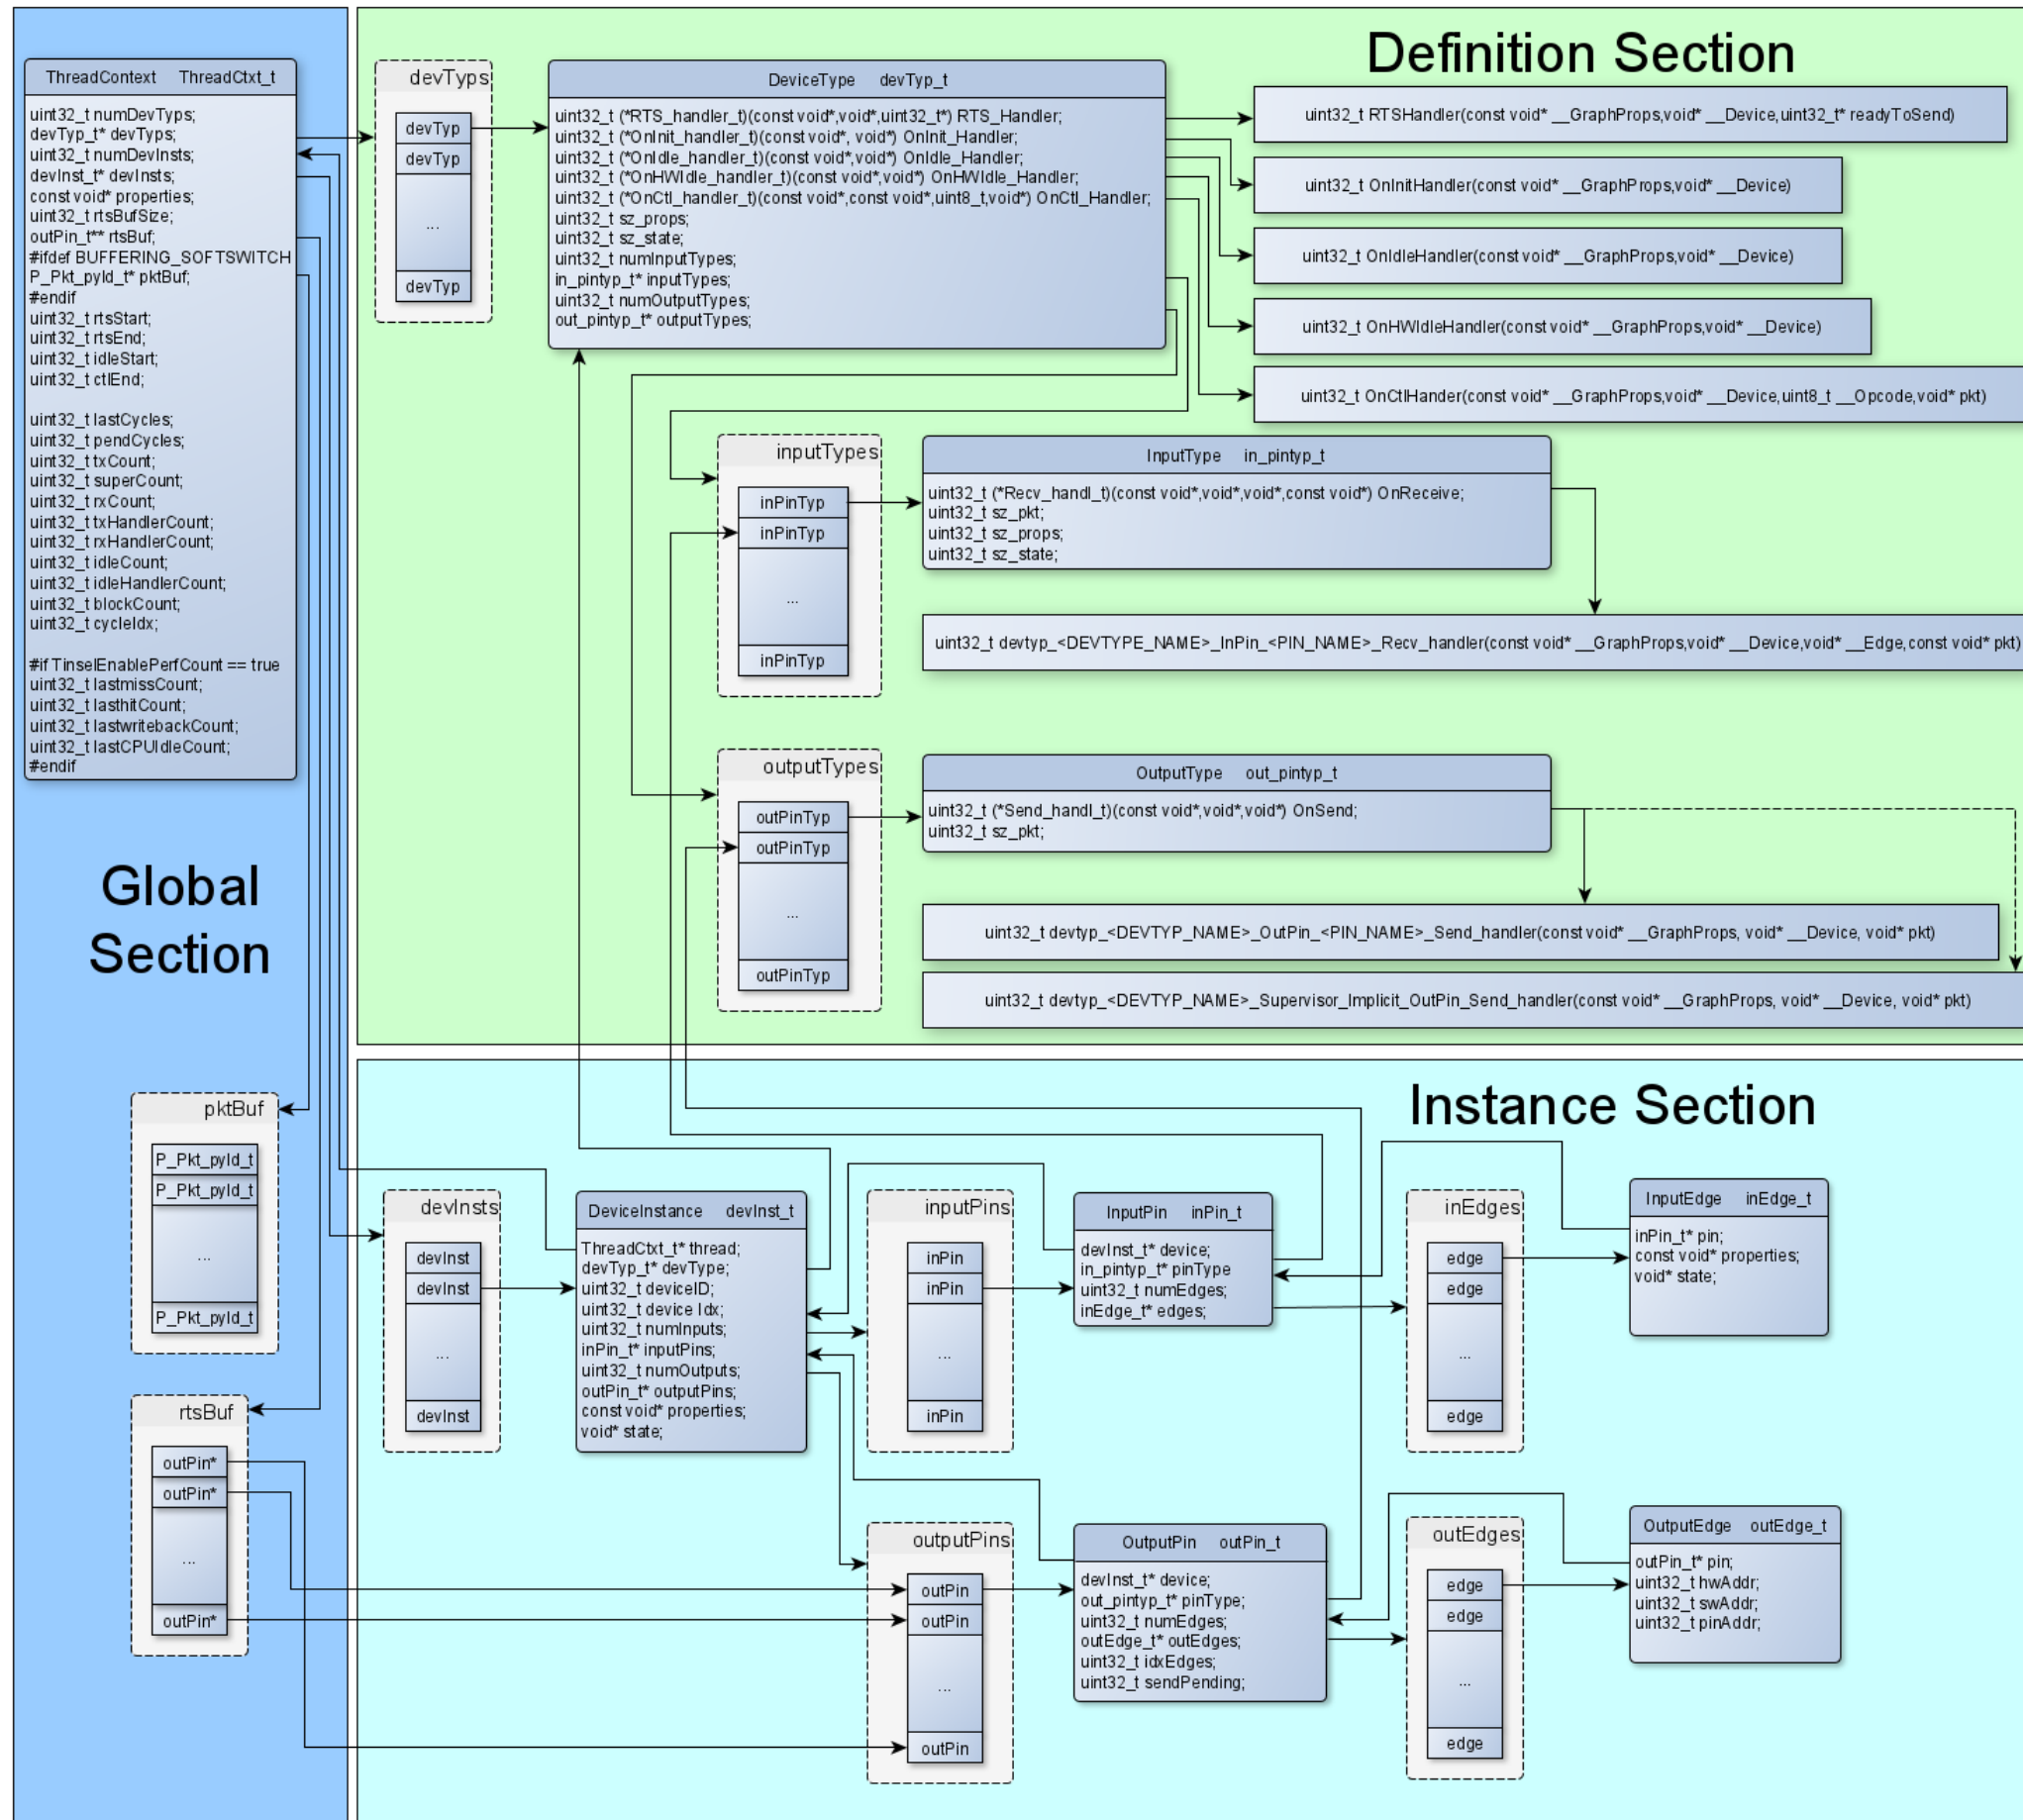 Global
Section
ThreadContext ThreadCtxt_t
uint32_t numDevTyps;
devTyp_t* devTyps;
uint32_t numDevInsts;
devInst_t* devInsts;
const void* properties;
uint32_t rtsBufSize;
outPin_t** rtsBuf;
#ifdef BUFFERING_SOFTSWITCH
P_Pkt_pyld_t* pktBuf;
#endif
uint32_t rtsStart;
uint32_t rtsEnd;
uint32_t idleStart;
uint32_t ctlEnd;
uint32_t lastCycles;
uint32_t pendCycles;
uint32_t txCount;
uint32_t superCount;
uint32_t rxCount;
uint32_t txHandlerCount;
uint32_t rxHandlerCount;
uint32_t idleCount;
uint32_t idleHandlerCount;
uint32_t blockCount;
uint32_t cycleIdx;
#if TinselEnablePerfCount == true
uint32_t lastmissCount;
uint32_t lasthitCount;
uint32_t lastwritebackCount;
uint32_t lastCPUIdleCount;
#endif
pktBuf
P_Pkt_pyld_t
P_Pkt_pyld_t
...
P_Pkt_pyld_t
rtsBuf
outPin*
outPin*
...
outPin*
Definition Section
devTyps
devTyp
devTyp
...
devTyp
DeviceType devTyp_t
uint32_t (*RTS_handler_t)(const void*,void*,uint32_t*) RTS_Handler;
uint32_t (*OnInit_handler_t)(const void*, void*) OnInit_Handler;
uint32_t (*OnIdle_handler_t)(const void*,void*) OnIdle_Handler;
uint32_t (*OnHWIdle_handler_t)(const void*,void*) OnHWIdle_Handler;
uint32_t (*OnCtl_handler_t)(const void*,const void*,uint8_t,void*) OnCtl_Handler;
uint32_t sz_props;
uint32_t sz_state;
uint32_t numInputTypes;
in_pintyp_t* inputTypes;
uint32_t numOutputTypes;
out_pintyp_t* outputTypes;
uint32_t RTSHandler(const void* __GraphProps,void* __Device,uint32_t* readyToSend)
uint32_t OnInitHandler(const void* __GraphProps,void* __Device)
uint32_t OnIdleHandler(const void* __GraphProps,void* __Device)
uint32_t OnHWIdleHandler(const void* __GraphProps,void* __Device)
uint32_t OnCtlHander(const void* __GraphProps,void* __Device,uint8_t __Opcode,void* pkt)
inputTypes
inPinTyp
inPinTyp
...
inPinTyp
InputType in_pintyp_t
uint32_t (*Recv_handl_t)(const void*,void*,void*,const void*) OnReceive;
uint32_t sz_pkt;
uint32_t sz_props;
uint32_t sz_state;
uint32_t devtyp_<DEVTYPE_NAME>_InPin_<PIN_NAME>_Recv_handler(const void* __GraphProps,void* __Device,void* __Edge,const void* pkt)
outputTypes
outPinTyp
outPinTyp
...
outPinTyp
OutputType out_pintyp_t
uint32_t (*Send_handl_t)(const void*,void*,void*) OnSend;
uint32_t sz_pkt;
uint32_t devtyp_<DEVTYP_NAME>_OutPin_<PIN_NAME>_Send_handler(const void* __GraphProps, void* __Device, void* pkt)
uint32_t devtyp_<DEVTYP_NAME>_Supervisor_Implicit_OutPin_Send_handler(const void* __GraphProps, void* __Device, void* pkt)
Instance Section
devInsts
devInst
devInst
...
devInst
DeviceInstance devInst_t
ThreadCtxt_t* thread;
devTyp_t* devType;
uint32_t deviceID;
uint32_t device Idx;
uint32_t numInputs;
inPin_t* inputPins;
uint32_t numOutputs;
outPin_t* outputPins;
const void* properties;
void* state;
inputPins
inPin
inPin
...
inPin
InputPin inPin_t
devInst_t* device;
in_pintyp_t* pinType
uint32_t numEdges;
inEdge_t* edges;
inEdges
edge
edge
...
edge
InputEdge inEdge_t
inPin_t* pin;
const void* properties;
void* state;
outputPins
outPin
outPin
...
outPin
OutputPin outPin_t
devInst_t* device;
out_pintyp_t* pinType;
uint32_t numEdges;
outEdge_t* outEdges;
uint32_t idxEdges;
uint32_t sendPending;
outEdges
edge
edge
...
edge
OutputEdge outEdge_t
outPin_t* pin;
uint32_t hwAddr;
uint32_t swAddr;
uint32_t pinAddr;